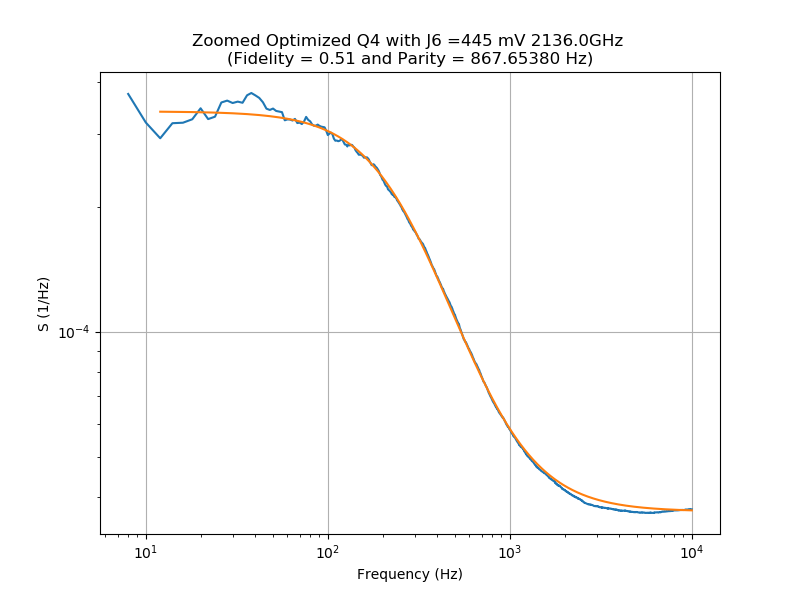 Zoomed Optimized Q4 with J6 =445 mV 2136.0GHz
(Fidelity = 0.51 and Parity = 867.65380 Hz)
S (1/Hz)
10⁻⁴
10¹ 10² 10³ 10⁴
Frequency (Hz)